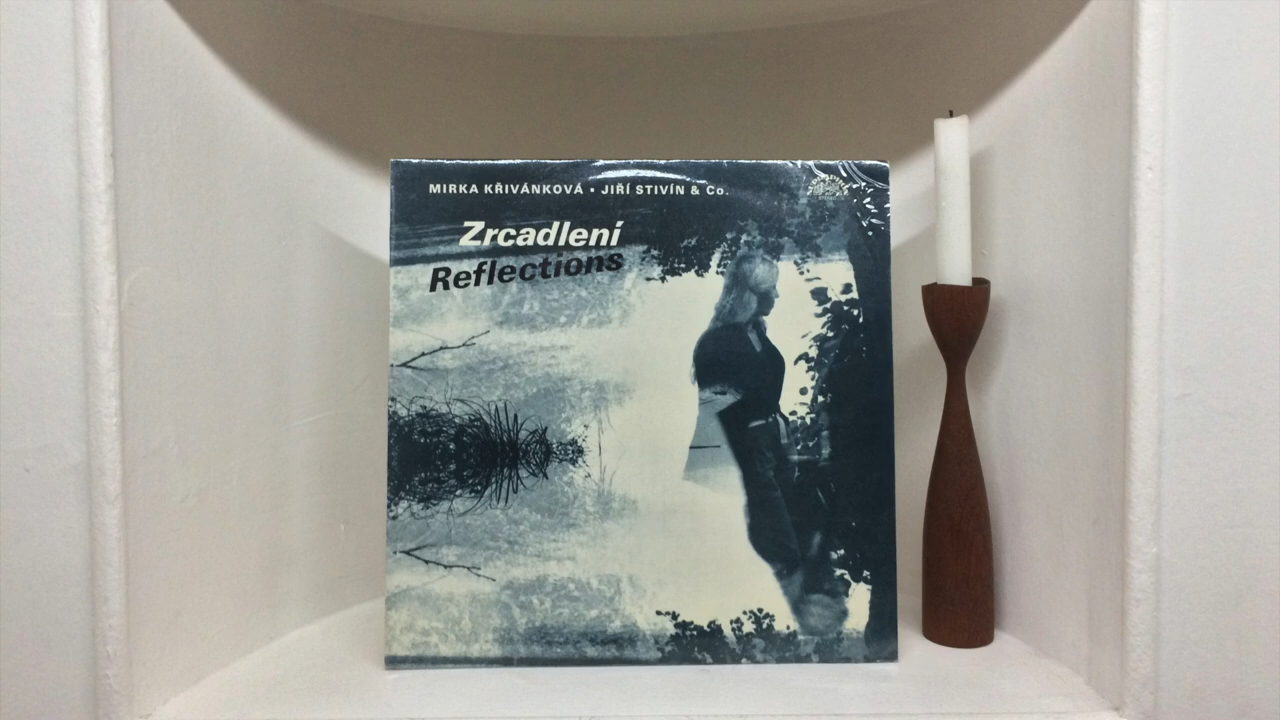 MIRKA KŘIVÁNKOVÁ • JIŘÍ STIVÍN & Co.
Zrcadlení
Reflections